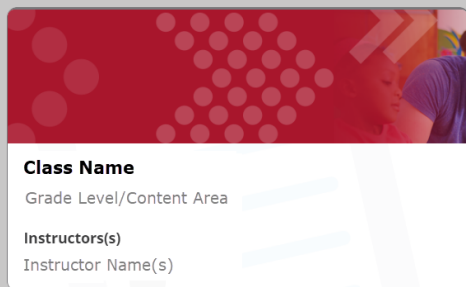 Class Name
Grade Level/Content Area
Instructors(s)
Instructor Name(s)